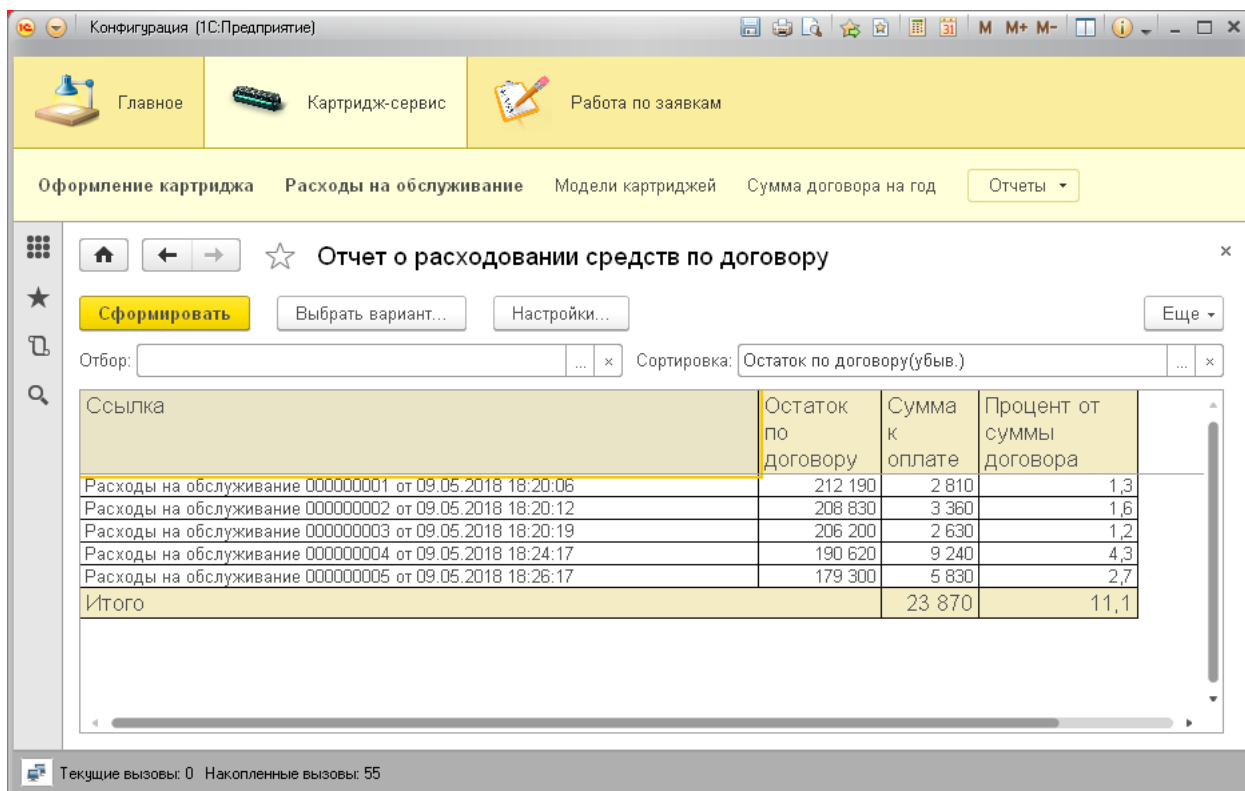 Конфигурация (1С:Предприятие)
M M+ M-
Главное Картридж-сервис Работа по заявкам
Оформление картриджа Расходы на обслуживание Модели картриджей Сумма договора на год Отчеты
Отчет о расходовании средств по договору
Сформировать Выбрать вариант... Настройки... Еще
Отбор: ... × Сортировка: Остаток по договору(убыв.) ... ×
Ссылка Остаток по договору Сумма к оплате Процент от суммы договора
Расходы на обслуживание 000000001 от 09.05.2018 18:20:06 212 190 2 810 1,3
Расходы на обслуживание 000000002 от 09.05.2018 18:20:12 208 830 3 360 1,6
Расходы на обслуживание 000000003 от 09.05.2018 18:20:19 206 200 2 630 1,2
Расходы на обслуживание 000000004 от 09.05.2018 18:24:17 190 620 9 240 4,3
Расходы на обслуживание 000000005 от 09.05.2018 18:26:17 179 300 5 830 2,7
Итого 23 870 11,1
Текущие вызовы: 0 Накопленные вызовы: 55